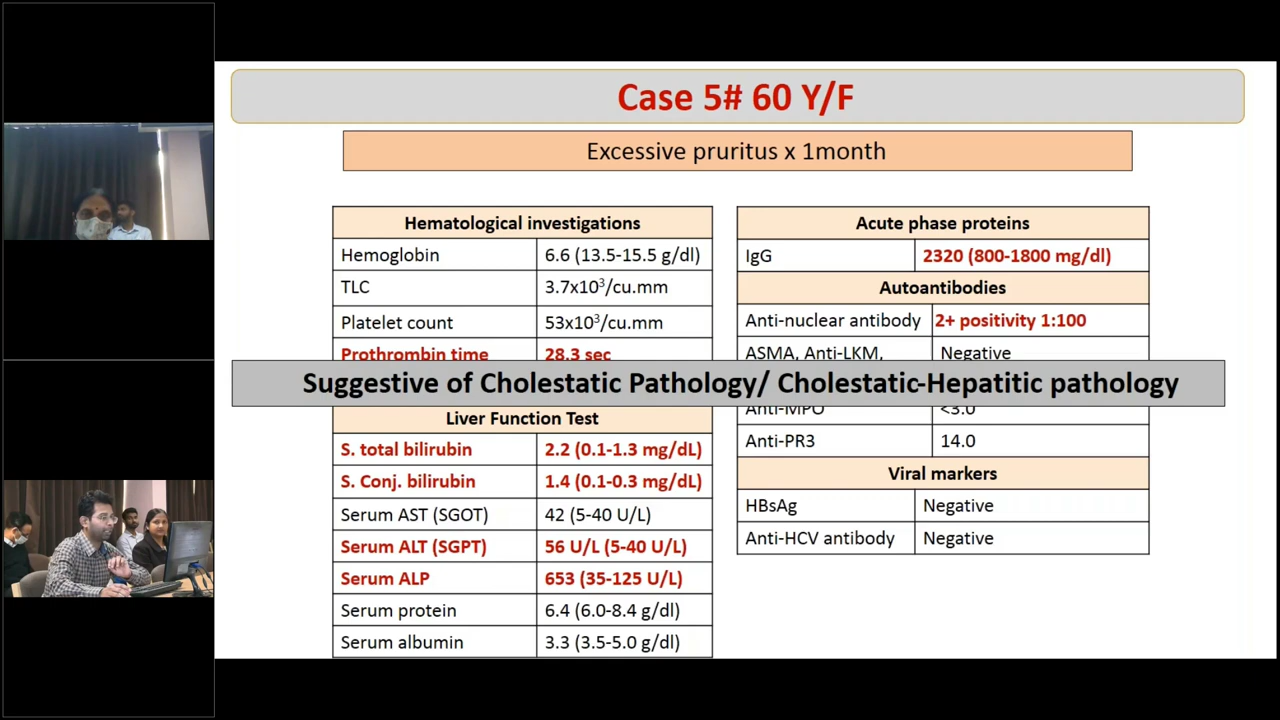 Case 5# 60 Y/F
Excessive pruritus x 1month
Hematological investigations
Hemoglobin 6.6 (13.5-15.5 g/dl)
TLC 3.7x10³/cu.mm
Platelet count 53x10³/cu.mm
Prothrombin time 28.3 sec
Acute phase proteins
IgG 2320 (800-1800 mg/dl)
Autoantibodies
Anti-nuclear antibody 2+ positivity 1:100
ASMA, Anti-LKM, Negative
Suggestive of Cholestatic Pathology/ Cholestatic-Hepatitic pathology
Anti-MPO <3.0
Anti-PR3 14.0
Viral markers
HBsAg Negative
Anti-HCV antibody Negative
Liver Function Test
S. total bilirubin 2.2 (0.1-1.3 mg/dL)
S. Conj. bilirubin 1.4 (0.1-0.3 mg/dL)
Serum AST (SGOT) 42 (5-40 U/L)
Serum ALT (SGPT) 56 U/L (5-40 U/L)
Serum ALP 653 (35-125 U/L)
Serum protein 6.4 (6.0-8.4 g/dl)
Serum albumin 3.3 (3.5-5.0 g/dl)